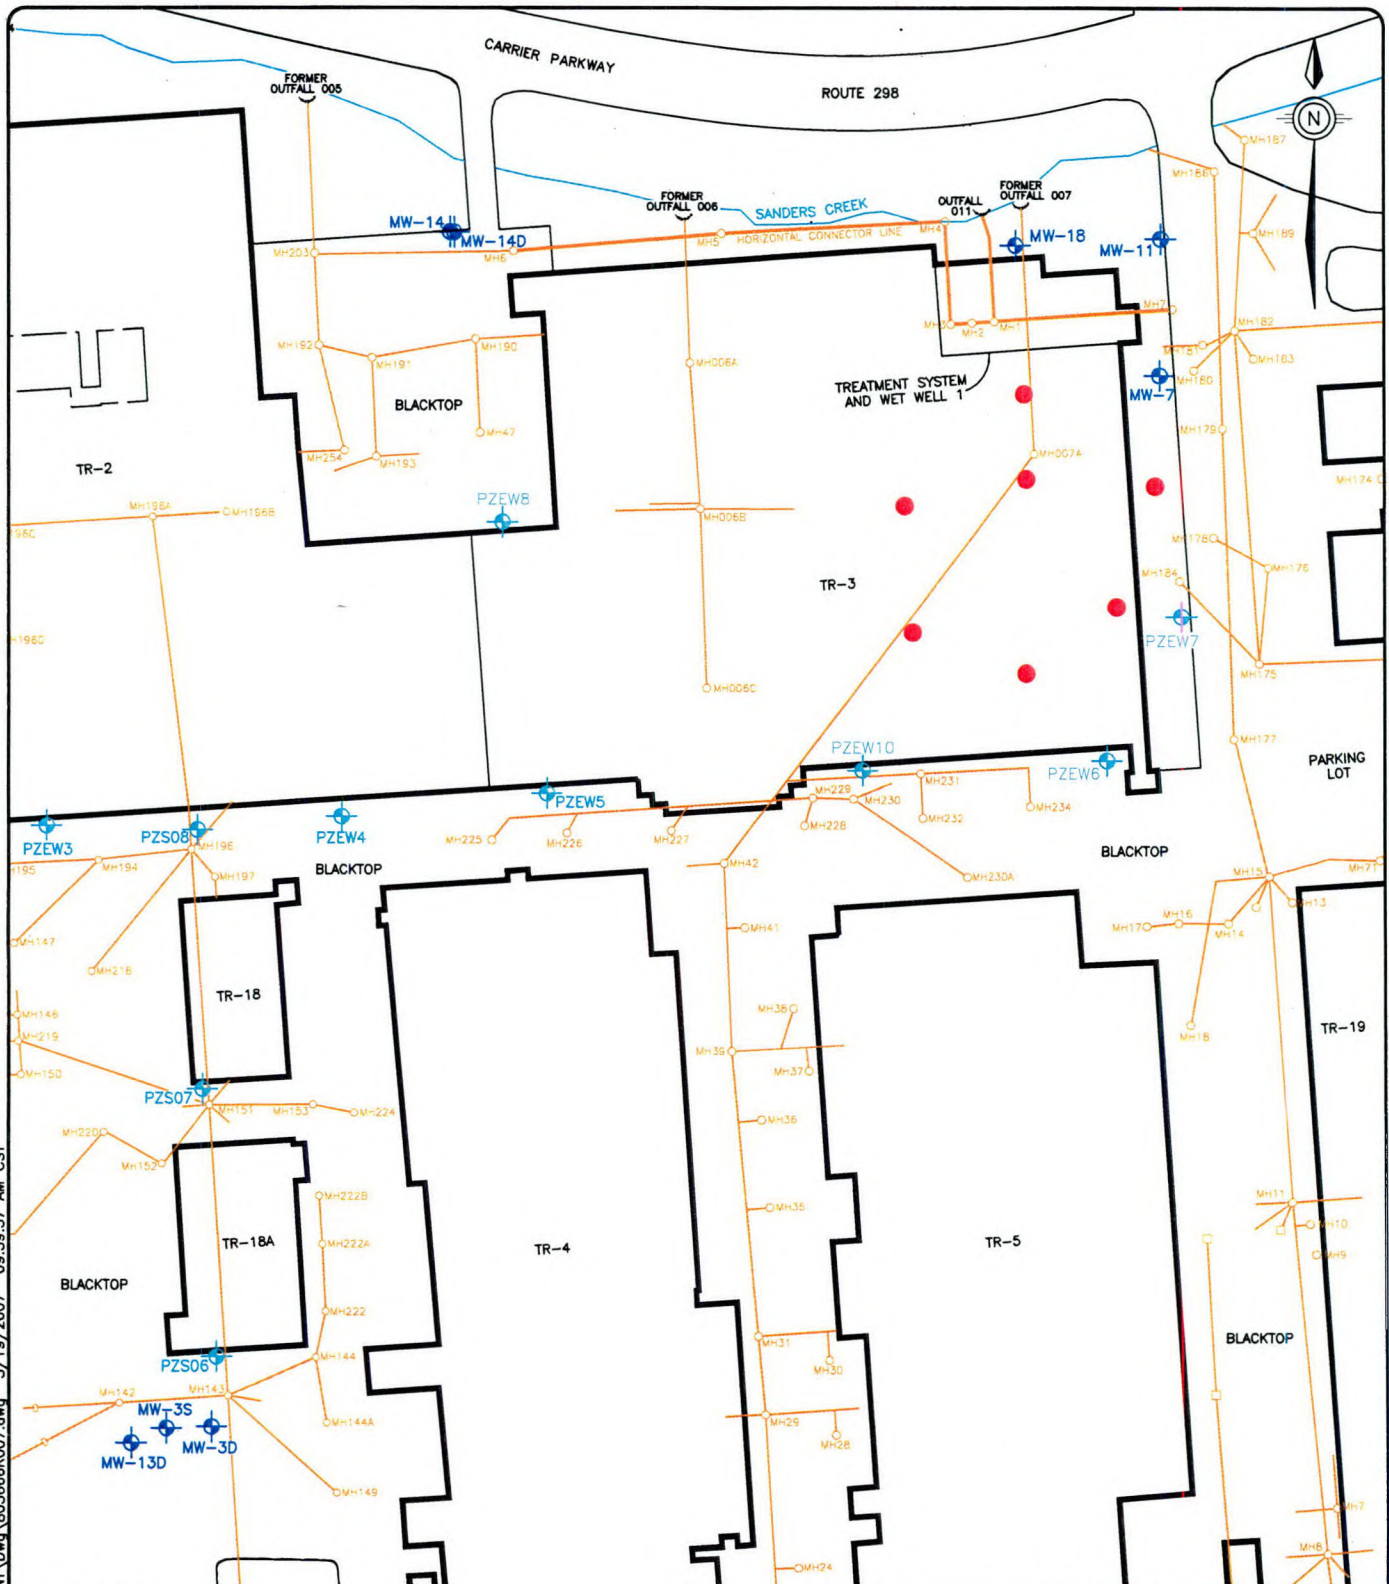 CARRIER PARKWAY
ROUTE 298
FORMER
OUTFALL 005
N
MH187
MH186
FORMER
OUTFALL 006
SANDERS CREEK
OUTFALL
011
FORMER
OUTFALL 007
MW-14
MW-14D
MH203
MH6
MH5
HORIZONTAL CONNECTOR LINE
MH4
MW-18
MW-11
MH189
MH3
MH2
MH1
MH7
MH182
MH192
MH191
MH190
MH006A
MH181
MH183
MH180
TREATMENT SYSTEM
AND WET WELL 1
MW-7
BLACKTOP
MH47
MH179
MH254
MH193
MH007A
TR-2
MH174
MH196A
MH196B
PZEW8
MH006B
196C
MH178
MH176
TR-3
MH184
H196C
PZEW7
MH175
MH006C
MH177
PZEW10
PZEW6
PARKING
LOT
MH231
MH229
MH230
MH234
PZEW5
PZEW3
PZS08
PZEW4
MH225
MH226
MH227
MH228
MH232
MH196
H195
MH194
MH197
BLACKTOP
MH42
MH230A
BLACKTOP
MH15
MH71
MH13
MH147
MH216
MH41
MH17
MH16
MH14
TR-18
MH146
MH219
MH38
MH18
TR-19
MH39
MH150
MH37
PZS07
MH151
MH153
MH224
MH36
MH220
MH152
MH222B
MH35
MH11
MH10
MH9
TR-18A
MH222A
TR-4
TR-5
BLACKTOP
MH222
MH31
BLACKTOP
PZS06
MH144
MH30
MH142
MH143
MW-3S
MH144A
MH29
MW-13D
MW-3D
MH28
MH149
MH7
MH8
MH24